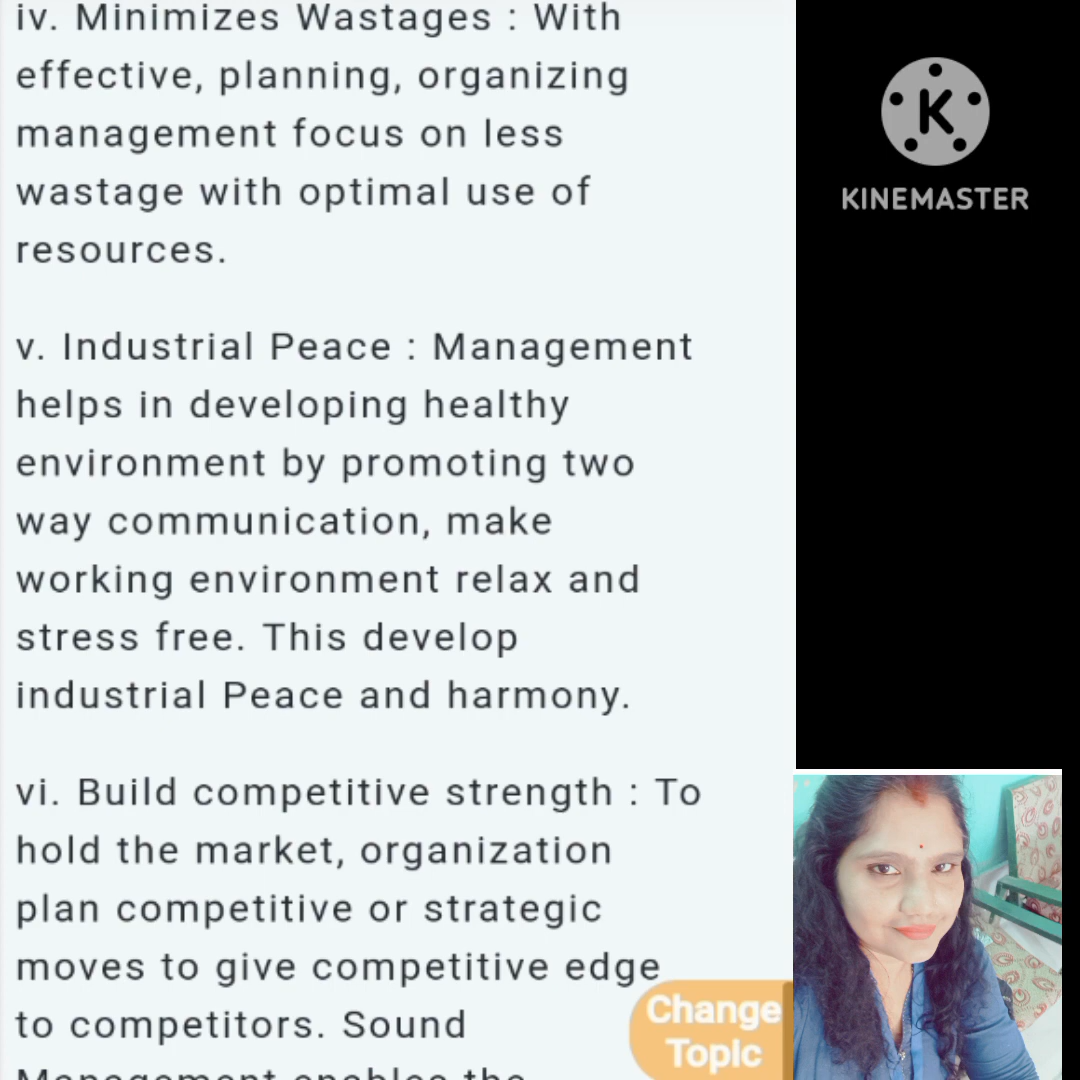 iv. Minimizes Wastages : With
effective, planning, organizing
management focus on less
wastage with optimal use of
resources.
v. Industrial Peace : Management
helps in developing healthy
environment by promoting two
way communication, make
working environment relax and
stress free. This develop
industrial Peace and harmony.
vi. Build competitive strength : To
hold the market, organization
plan competitive or strategic
moves to give competitive edge
to competitors. Sound
Management enables the
Change
Topic
K
KINEMASTER